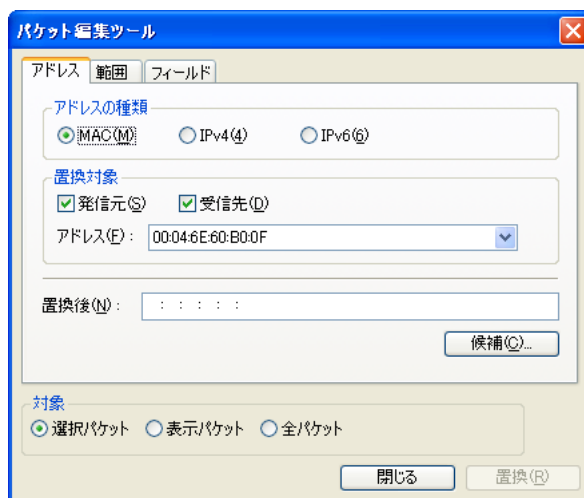 パケット編集ツール
アドレス 範囲 フィールド
アドレスの種類
MAC(M) IPv4(4) IPv6(6)
置換対象
発信元(S) 受信先(D)
アドレス(F): 00:04:6E:60:B0:0F
置換後(N): : : : : :
候補(C)...
対象
選択パケット 表示パケット 全パケット
閉じる 置換(R)